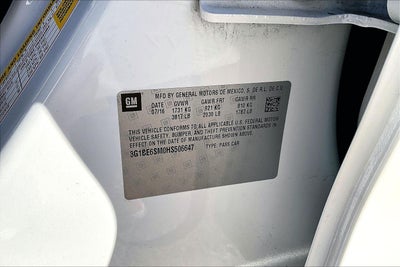 GM
MFD BY GENERAL MOTORS DE MEXICO, S. DE R.L. DE C.V.
DATE GVWR GAWR FRT GAWR RR
07/16 1731 KG 921 KG 810 KG
3817 LB 2030 LB 1787 LB
THIS VEHICLE CONFORMS TO ALL APPLICABLE U.S. FEDERAL MOTOR
VEHICLE SAFETY, BUMPER, AND THEFT PREVENTION STANDARDS IN
EFFECT ON THE DATE OF MANUFACTURE SHOWN ABOVE.
3G1BE6SM0HS506647 TYPE: PASS CAR